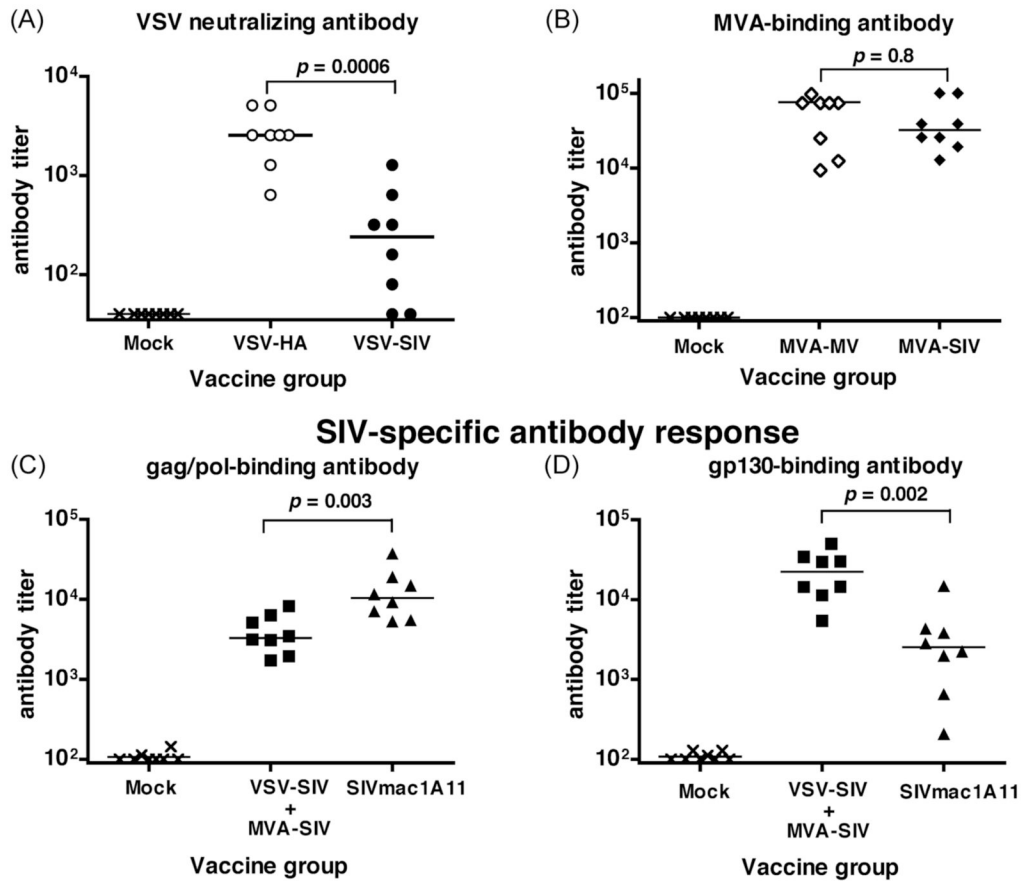 (A)
VSV neutralizing antibody
p = 0.0006
antibody titer
10⁴
10³
10²
Mock
VSV-HA
VSV-SIV
Vaccine group
(B)
MVA-binding antibody
p = 0.8
antibody titer
10⁵
10⁴
10³
10²
Mock
MVA-MV
MVA-SIV
Vaccine group
SIV-specific antibody response
(C)
gag/pol-binding antibody
p = 0.003
antibody titer
10⁵
10⁴
10³
10²
Mock
VSV-SIV
+
MVA-SIV
SIVmac1A11
Vaccine group
(D)
gp130-binding antibody
p = 0.002
antibody titer
10⁵
10⁴
10³
10²
Mock
VSV-SIV
+
MVA-SIV
SIVmac1A11
Vaccine group